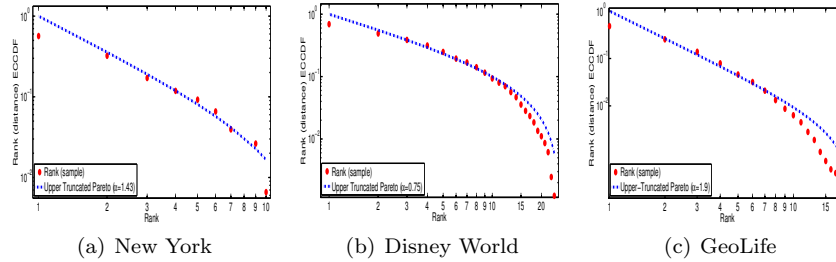 Rank (distance) ECCDF
10^0
10^-1
10^-2
Rank (sample)
Upper Truncated Pareto (α=1.43)
1 2 3 4 5 6 7 8 9 10
Rank
(a) New York
Rank (distance) ECCDF
10^0
10^-1
10^-2
Rank (sample)
Upper Truncated Pareto (α=0.75)
1 2 3 4 5 6 7 8 9 10 15 20
Rank
(b) Disney World
Rank (distance) ECCDF
10^0
10^-1
10^-2
Rank (sample)
Upper-Truncated Pareto (α=1.9)
1 2 3 4 5 6 7 8 9 10 15
Rank
(c) GeoLife